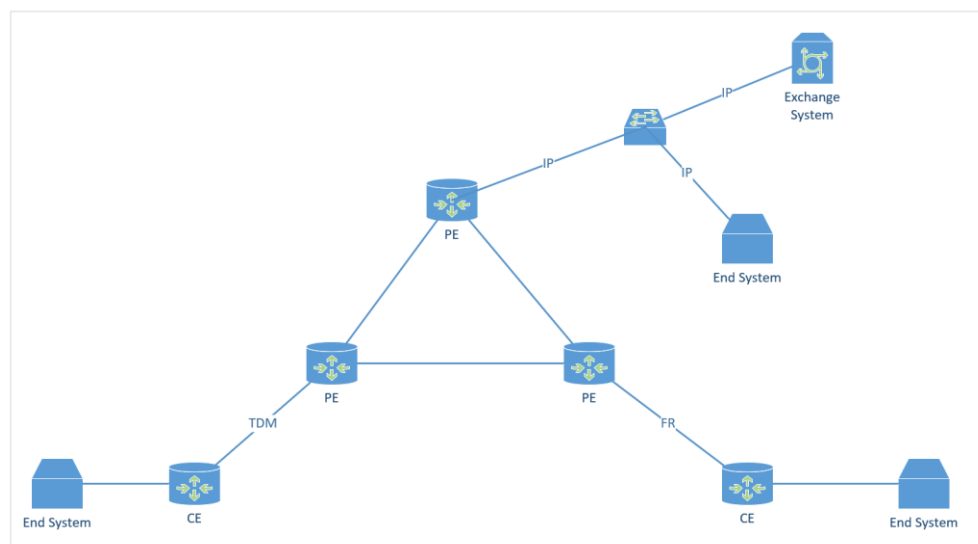 IP
Exchange
System
IP
IP
PE
End System
PE
PE
TDM
FR
End System
CE
CE
End System